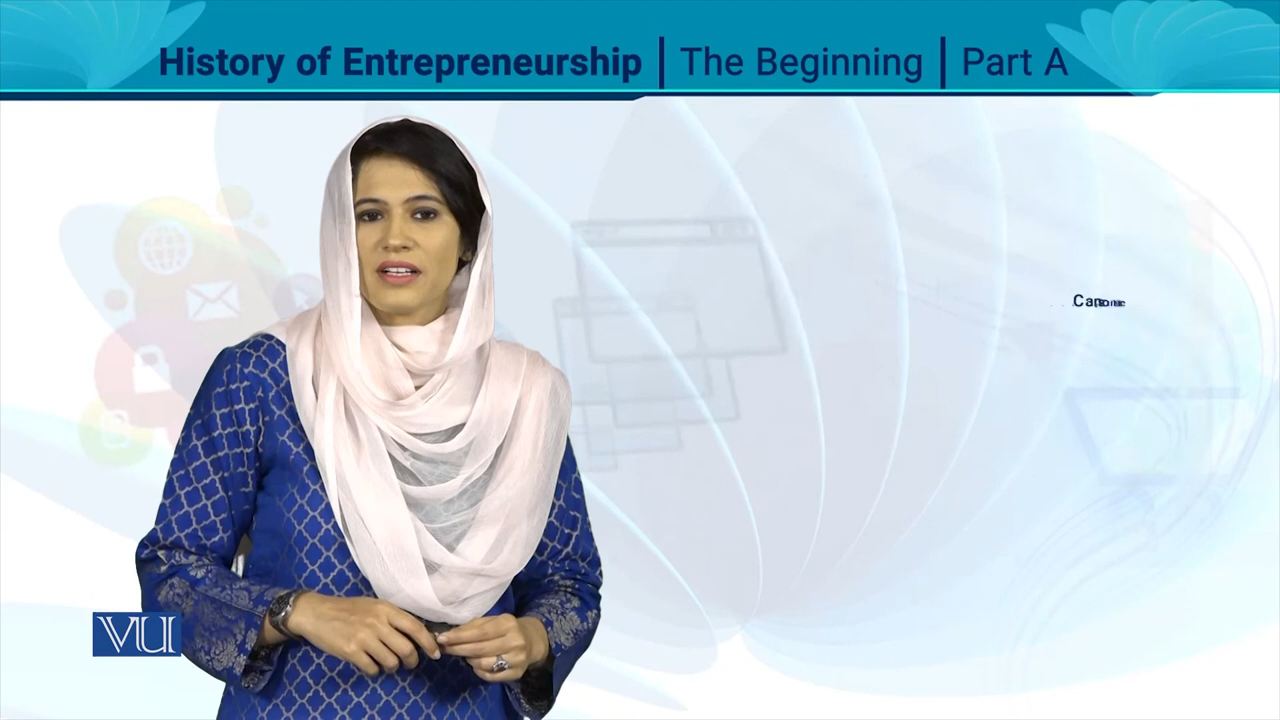 History of Entrepreneurship | The Beginning | Part A
VU